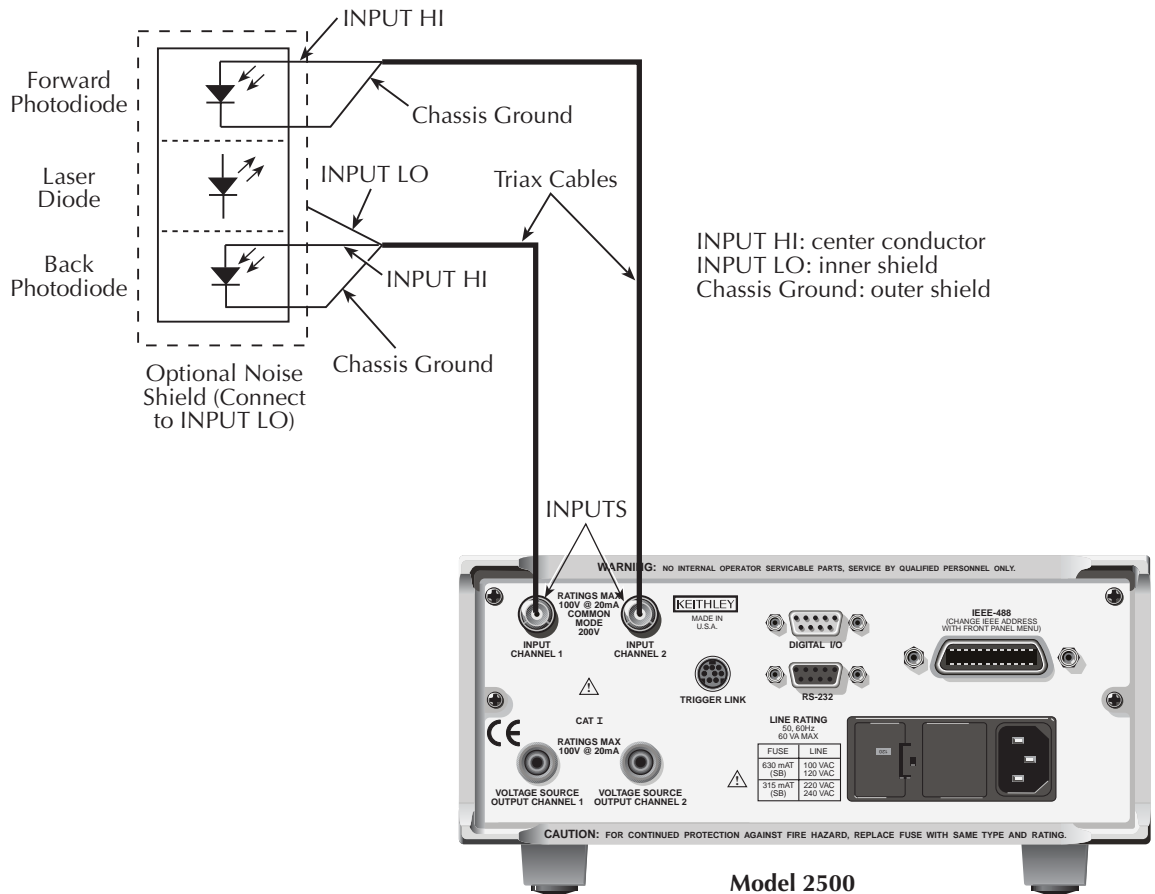 INPUT HI
Forward
Photodiode
Chassis Ground
Laser
Diode
INPUT LO
Triax Cables
Back
Photodiode
INPUT HI
INPUT HI: center conductor
INPUT LO: inner shield
Chassis Ground: outer shield
Chassis Ground
Optional Noise
Shield (Connect
to INPUT LO)
INPUTS
WARNING: NO INTERNAL OPERATOR SERVICABLE PARTS, SERVICE BY QUALIFIED PERSONNEL ONLY.
RATINGS MAX
100V @ 20mA
COMMON
MODE
200V
INPUT
CHANNEL 1
INPUT
CHANNEL 2
KEITHLEY
MADE IN
U.S.A.
DIGITAL I/O
TRIGGER LINK
RS-232
IEEE-488
(CHANGE IEEE ADDRESS
WITH FRONT PANEL MENU)
CE
CAT I
RATINGS MAX
100V @ 20mA
VOLTAGE SOURCE
OUTPUT CHANNEL 1
VOLTAGE SOURCE
OUTPUT CHANNEL 2
LINE RATING
50, 60Hz
60 VA MAX
FUSE LINE
630 mAT 100 VAC
(SB) 120 VAC
315 mAT 220 VAC
(SB) 240 VAC
CAUTION: FOR CONTINUED PROTECTION AGAINST FIRE HAZARD, REPLACE FUSE WITH SAME TYPE AND RATING.
Model 2500